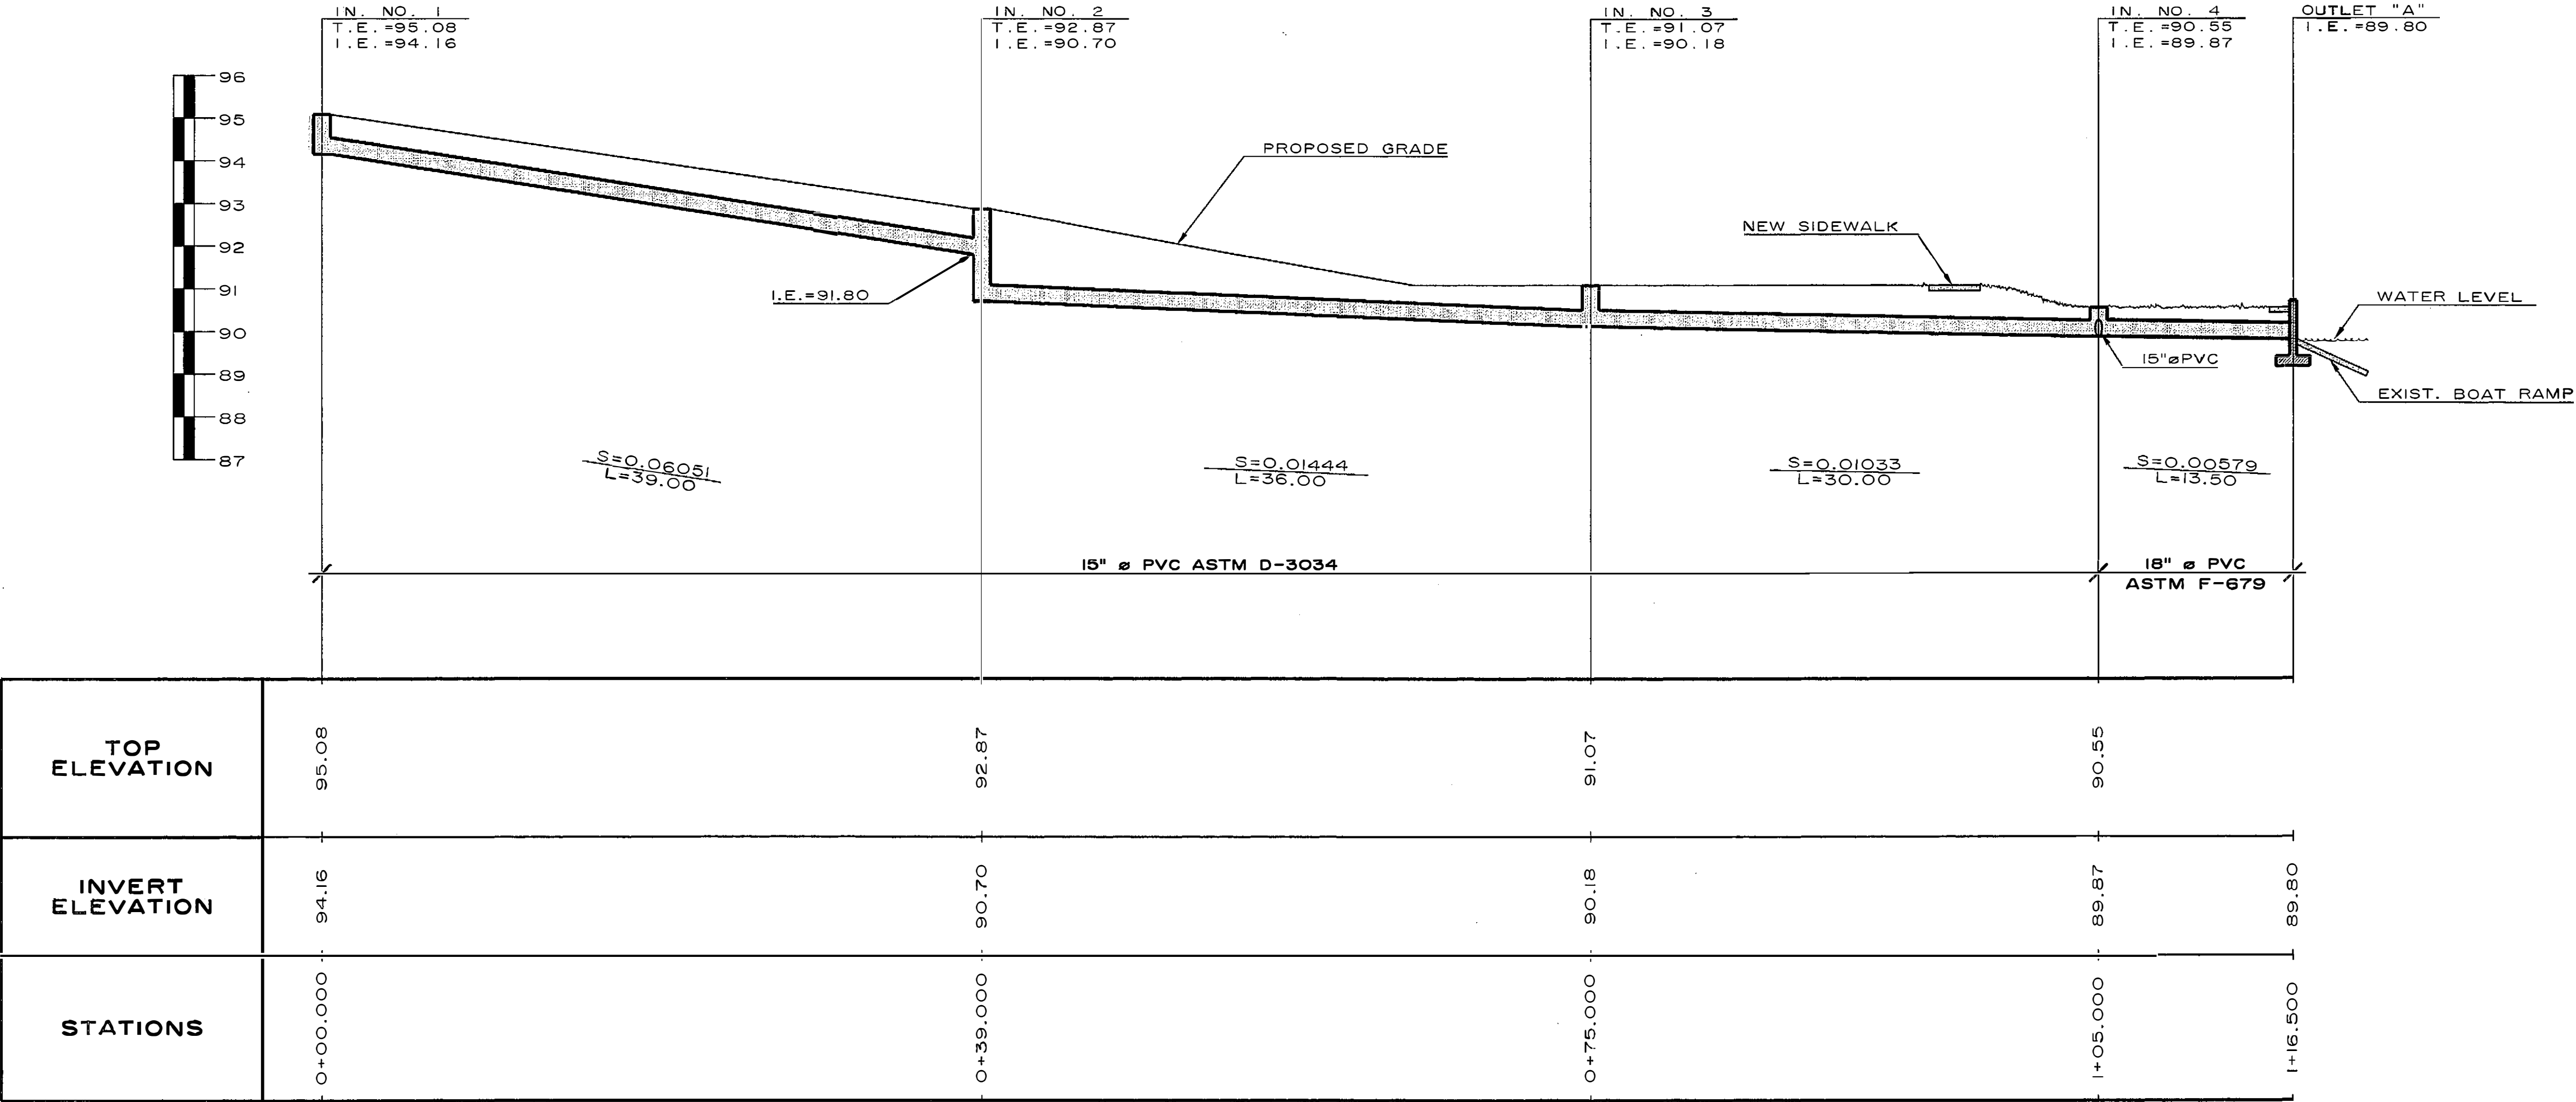 IN. NO. 1
T.E.=95.08
I.E.=94.16
IN. NO. 2
T.E.=92.87
I.E.=90.70
IN. NO. 3
T.E.=91.07
I.E.=90.18
IN. NO. 4
T.E.=90.55
I.E.=89.87
OUTLET "A"
I.E.=89.80
96
95
94
93
92
91
90
89
88
87
PROPOSED GRADE
NEW SIDEWALK
I.E.=91.80
WATER LEVEL
15"øPVC
EXIST. BOAT RAMP
S=0.06051
L=39.00
S=0.01444
L=36.00
S=0.01033
L=30.00
S=0.00579
L=13.50
15" ø PVC ASTM D-3034
18" ø PVC
ASTM F-679
TOP
ELEVATION
95.08
92.87
91.07
90.55
INVERT
ELEVATION
94.16
90.70
90.18
89.87
89.80
STATIONS
0+00.000
0+39.000
0+75.000
1+05.000
1+16.500